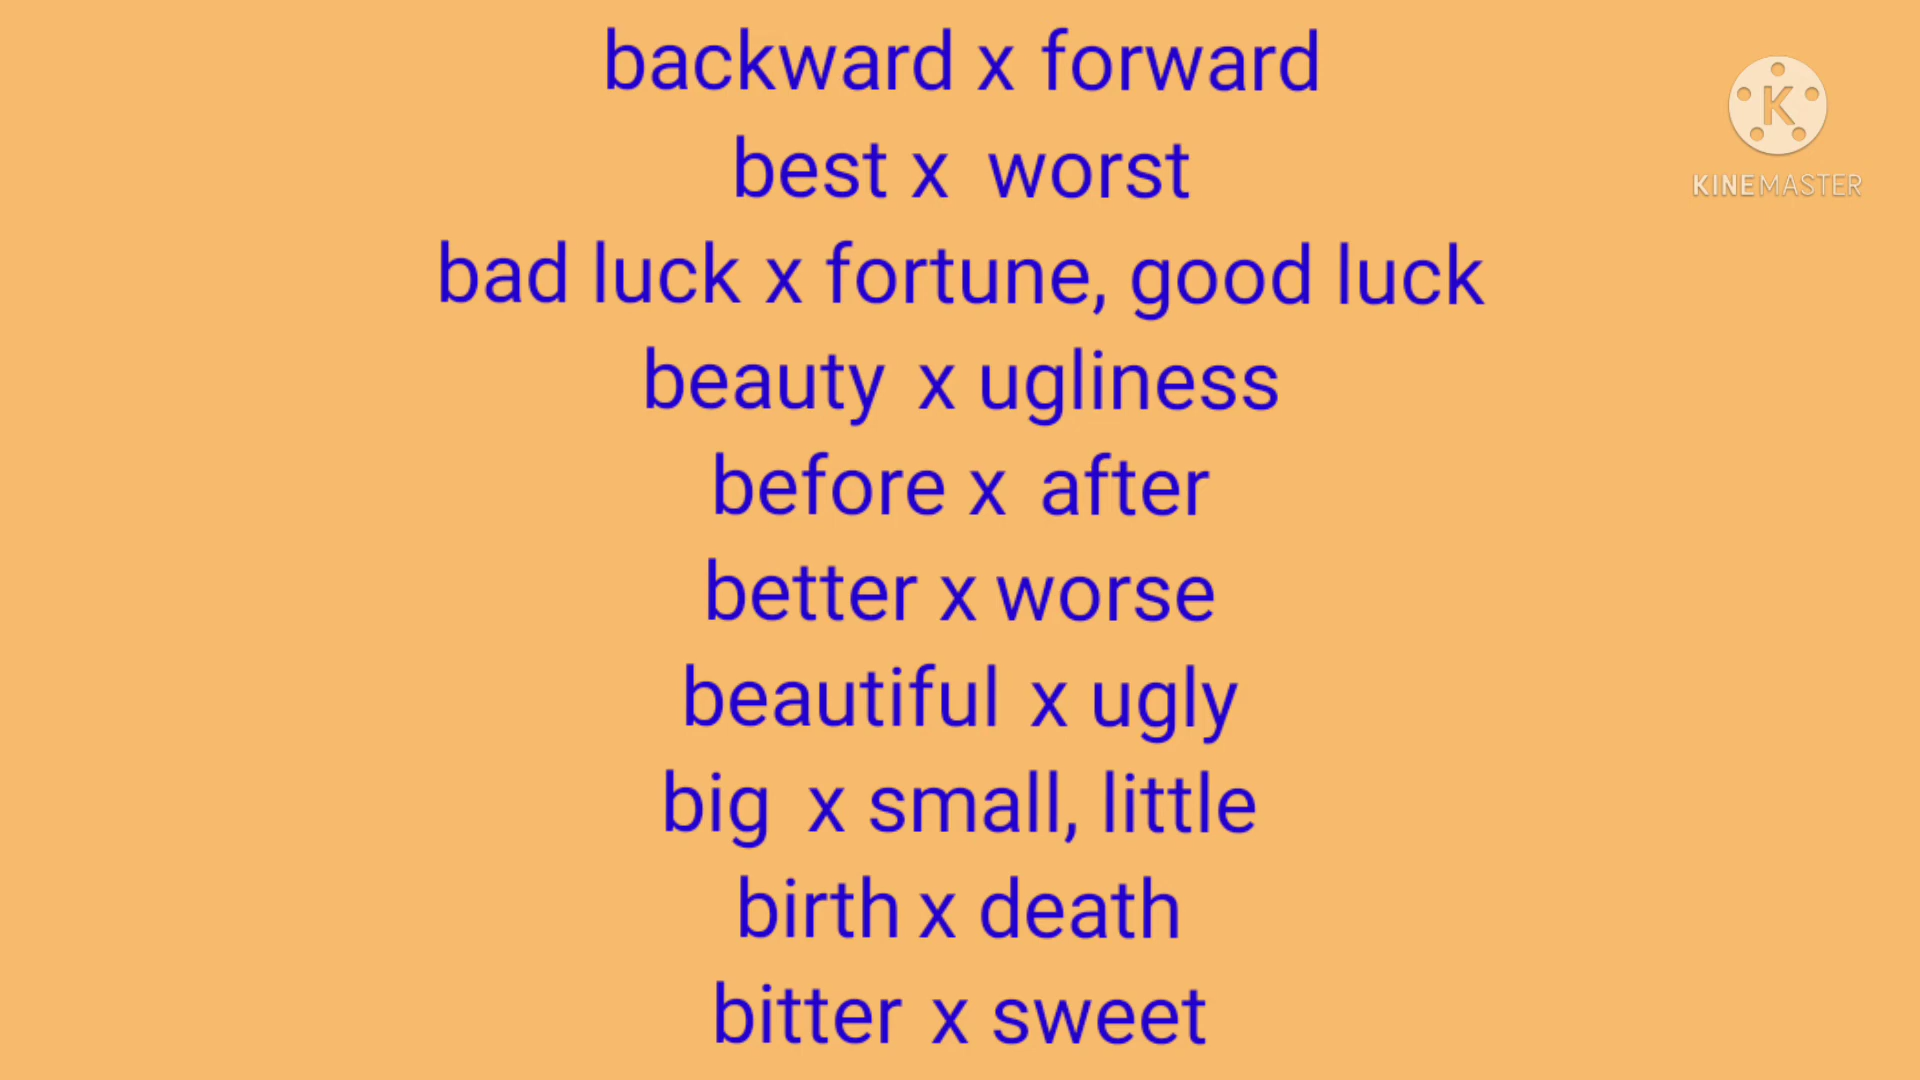 backward x forward
best x worst
bad luck x fortune, good luck
beauty x ugliness
before x after
better x worse
beautiful x ugly
big x small, little
birth x death
bitter x sweet
K
KINEMASTER